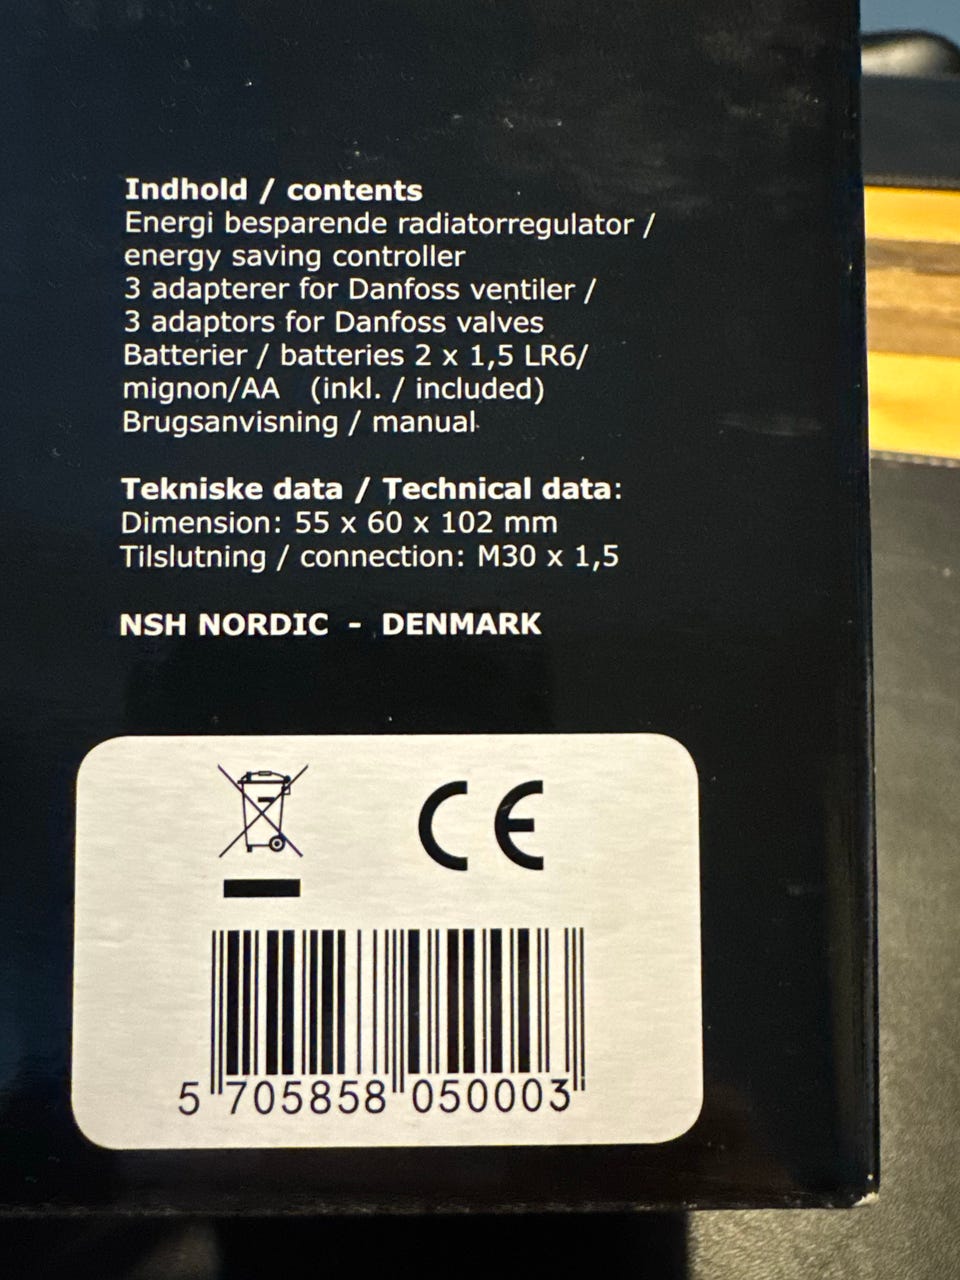 Indhold / contents
Energi besparende radiatorregulator /
energy saving controller
3 adapterer for Danfoss ventiler /
3 adaptors for Danfoss valves
Batterier / batteries 2 x 1,5 LR6/
mignon/AA (inkl. / included)
Brugsanvisning / manual
Tekniske data / Technical data:
Dimension: 55 x 60 x 102 mm
Tilslutning / connection: M30 x 1,5
NSH NORDIC - DENMARK
CE
5 705858 050003